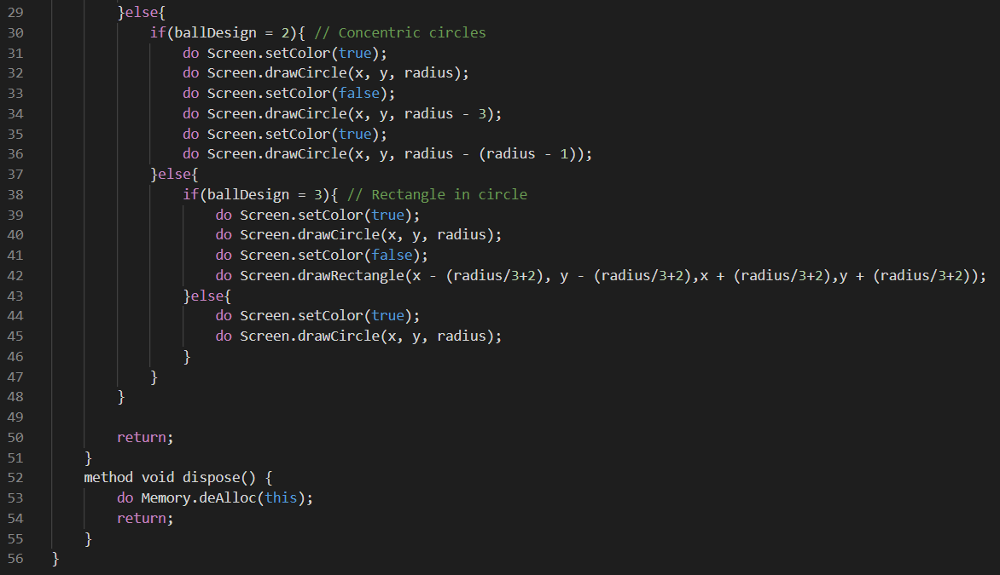 29 }else{
30 if(ballDesign = 2){ // Concentric circles
31 do Screen.setColor(true);
32 do Screen.drawCircle(x, y, radius);
33 do Screen.setColor(false);
34 do Screen.drawCircle(x, y, radius - 3);
35 do Screen.setColor(true);
36 do Screen.drawCircle(x, y, radius - (radius - 1));
37 }else{
38 if(ballDesign = 3){ // Rectangle in circle
39 do Screen.setColor(true);
40 do Screen.drawCircle(x, y, radius);
41 do Screen.setColor(false);
42 do Screen.drawRectangle(x - (radius/3+2), y - (radius/3+2),x + (radius/3+2),y + (radius/3+2));
43 }else{
44 do Screen.setColor(true);
45 do Screen.drawCircle(x, y, radius);
46 }
47 }
48 }
49
50 return;
51 }
52 method void dispose() {
53 do Memory.deAlloc(this);
54 return;
55 }
56 }